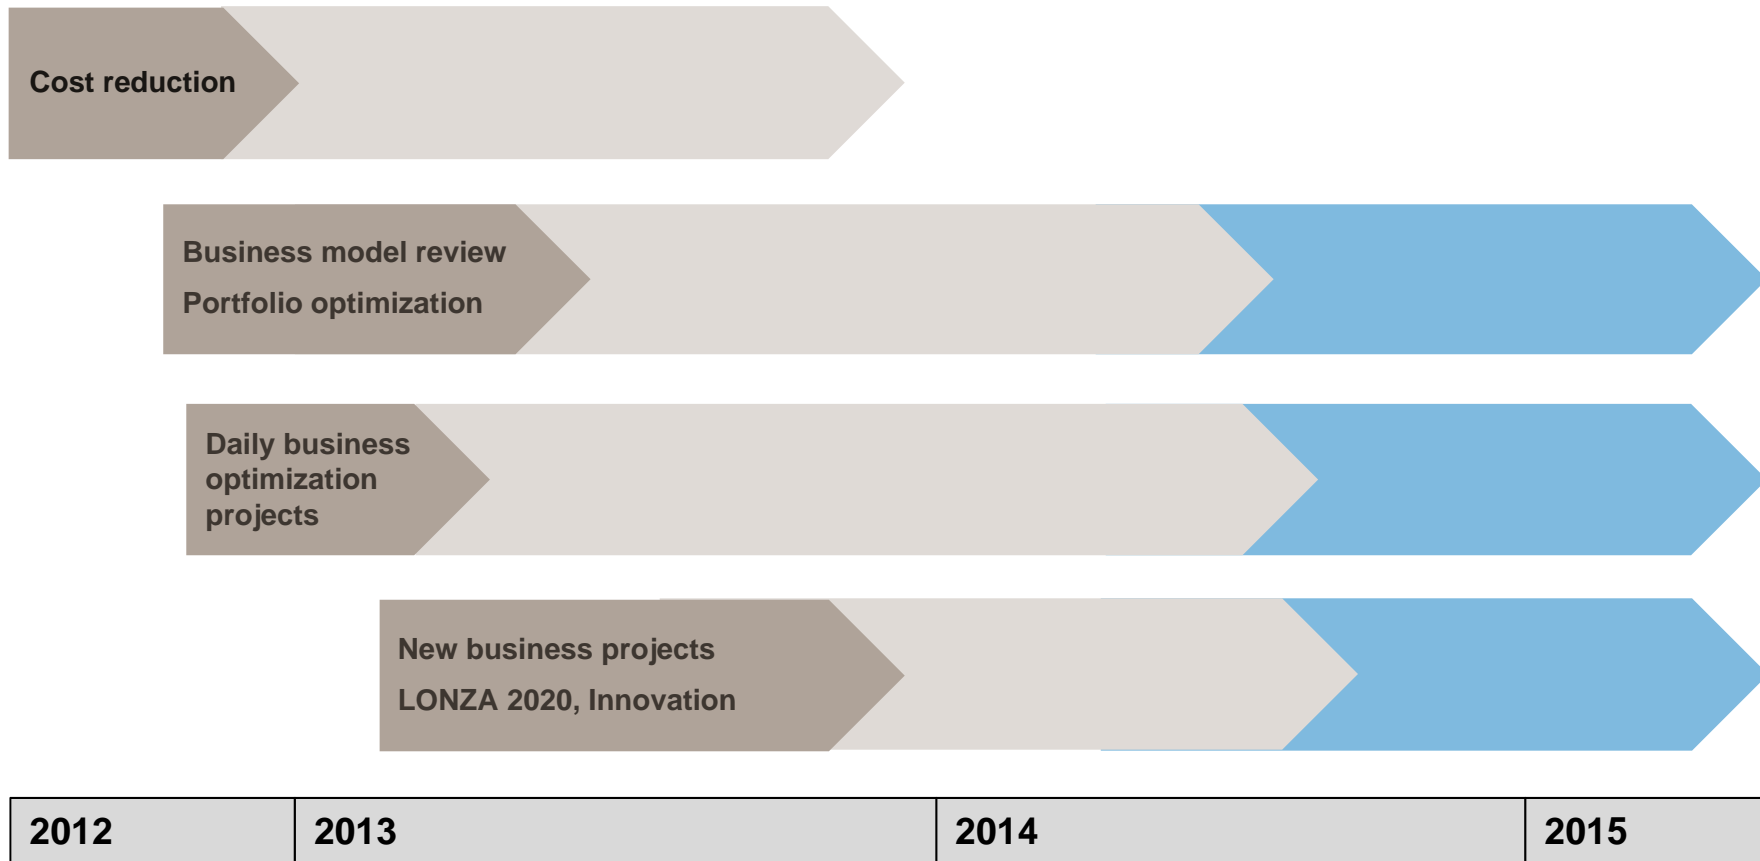 Cost reduction
Business model review
Portfolio optimization
Daily business
optimization
projects
New business projects
LONZA 2020, Innovation
2012 2013 2014 2015